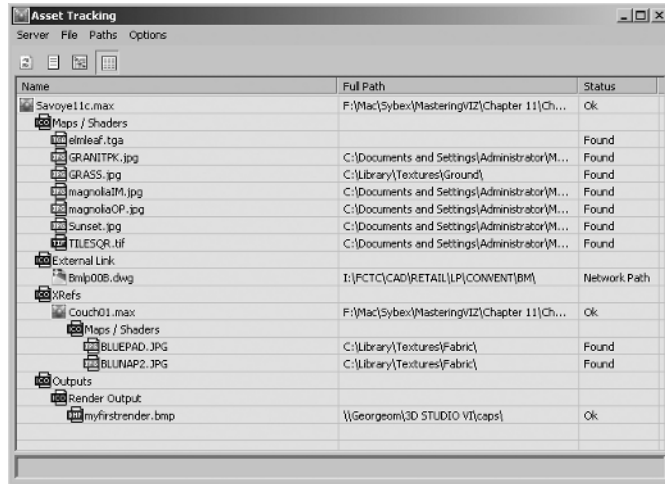 Asset Tracking
Server File Paths Options
Name Full Path Status
Savoye11c.max F:\Mac\Sybex\MasteringVIZ\Chapter 11\Ch... Ok
Maps / Shaders
elmleaf.tga Found
GRANITPK.jpg C:\Documents and Settings\Administrator\M... Found
GRASS.jpg C:\Library\Textures\Ground\ Found
magnoliaIM.jpg C:\Documents and Settings\Administrator\M... Found
magnoliaOP.jpg C:\Documents and Settings\Administrator\M... Found
Sunset.jpg C:\Documents and Settings\Administrator\M... Found
TILESQR.tif C:\Documents and Settings\Administrator\M... Found
External Link
Bmlp00B.dwg I:\FCTC\CAD\RETAIL\LP\CONVENT\BM\ Network Path
XRefs
Couch01.max F:\Mac\Sybex\MasteringVIZ\Chapter 11\Ch... Ok
Maps / Shaders
BLUEPAD.JPG C:\Library\Textures\Fabric\ Found
BLUNAP2.JPG C:\Library\Textures\Fabric\ Found
Outputs
Render Output
myfirstrender.bmp \\Georgeom\3D STUDIO VI\caps\ Ok